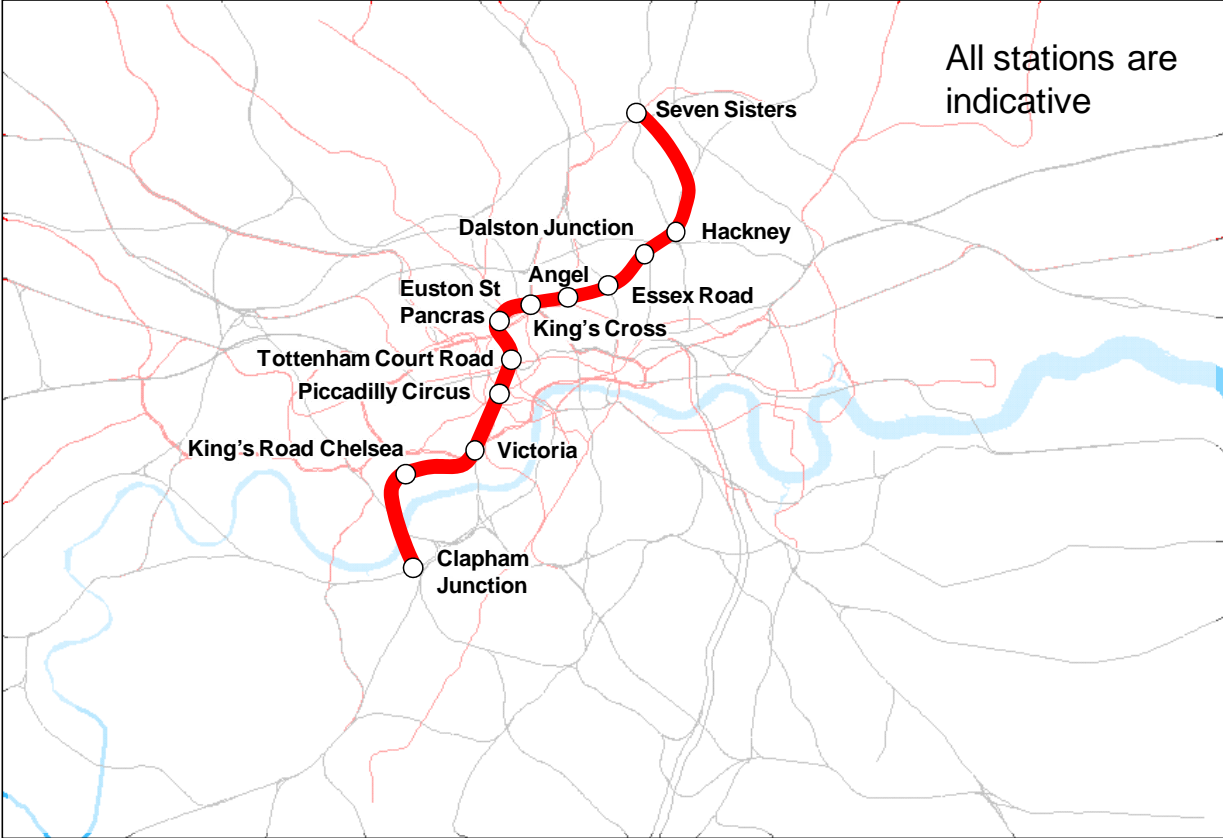 All stations are
indicative
Seven Sisters
Dalston Junction
Hackney
Angel
Euston St
Pancras
Essex Road
King’s Cross
Tottenham Court Road
Piccadilly Circus
King’s Road Chelsea
Victoria
Clapham
Junction